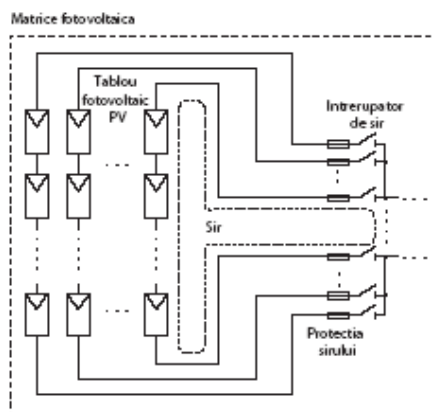 Matrice fotovoltaica
Tablou
fotovoltaic
PV
Intrerupator
de sir
Sir
Protectia
sirului